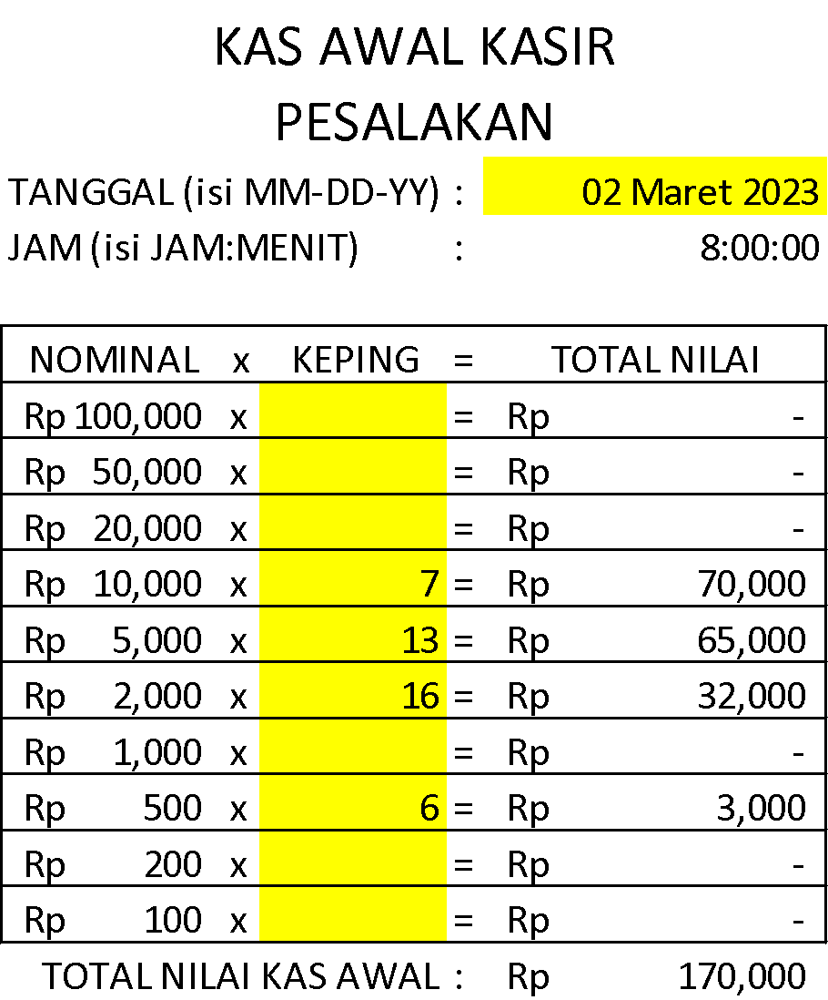 KAS AWAL KASIR
PESALAKAN
TANGGAL (isi MM-DD-YY) : 02 Maret 2023
JAM (isi JAM:MENIT) : 8:00:00
NOMINAL x KEPING = TOTAL NILAI
Rp 100,000 x = Rp -
Rp 50,000 x = Rp -
Rp 20,000 x = Rp -
Rp 10,000 x 7 = Rp 70,000
Rp 5,000 x 13 = Rp 65,000
Rp 2,000 x 16 = Rp 32,000
Rp 1,000 x = Rp -
Rp 500 x 6 = Rp 3,000
Rp 200 x = Rp -
Rp 100 x = Rp -
TOTAL NILAI KAS AWAL : Rp 170,000